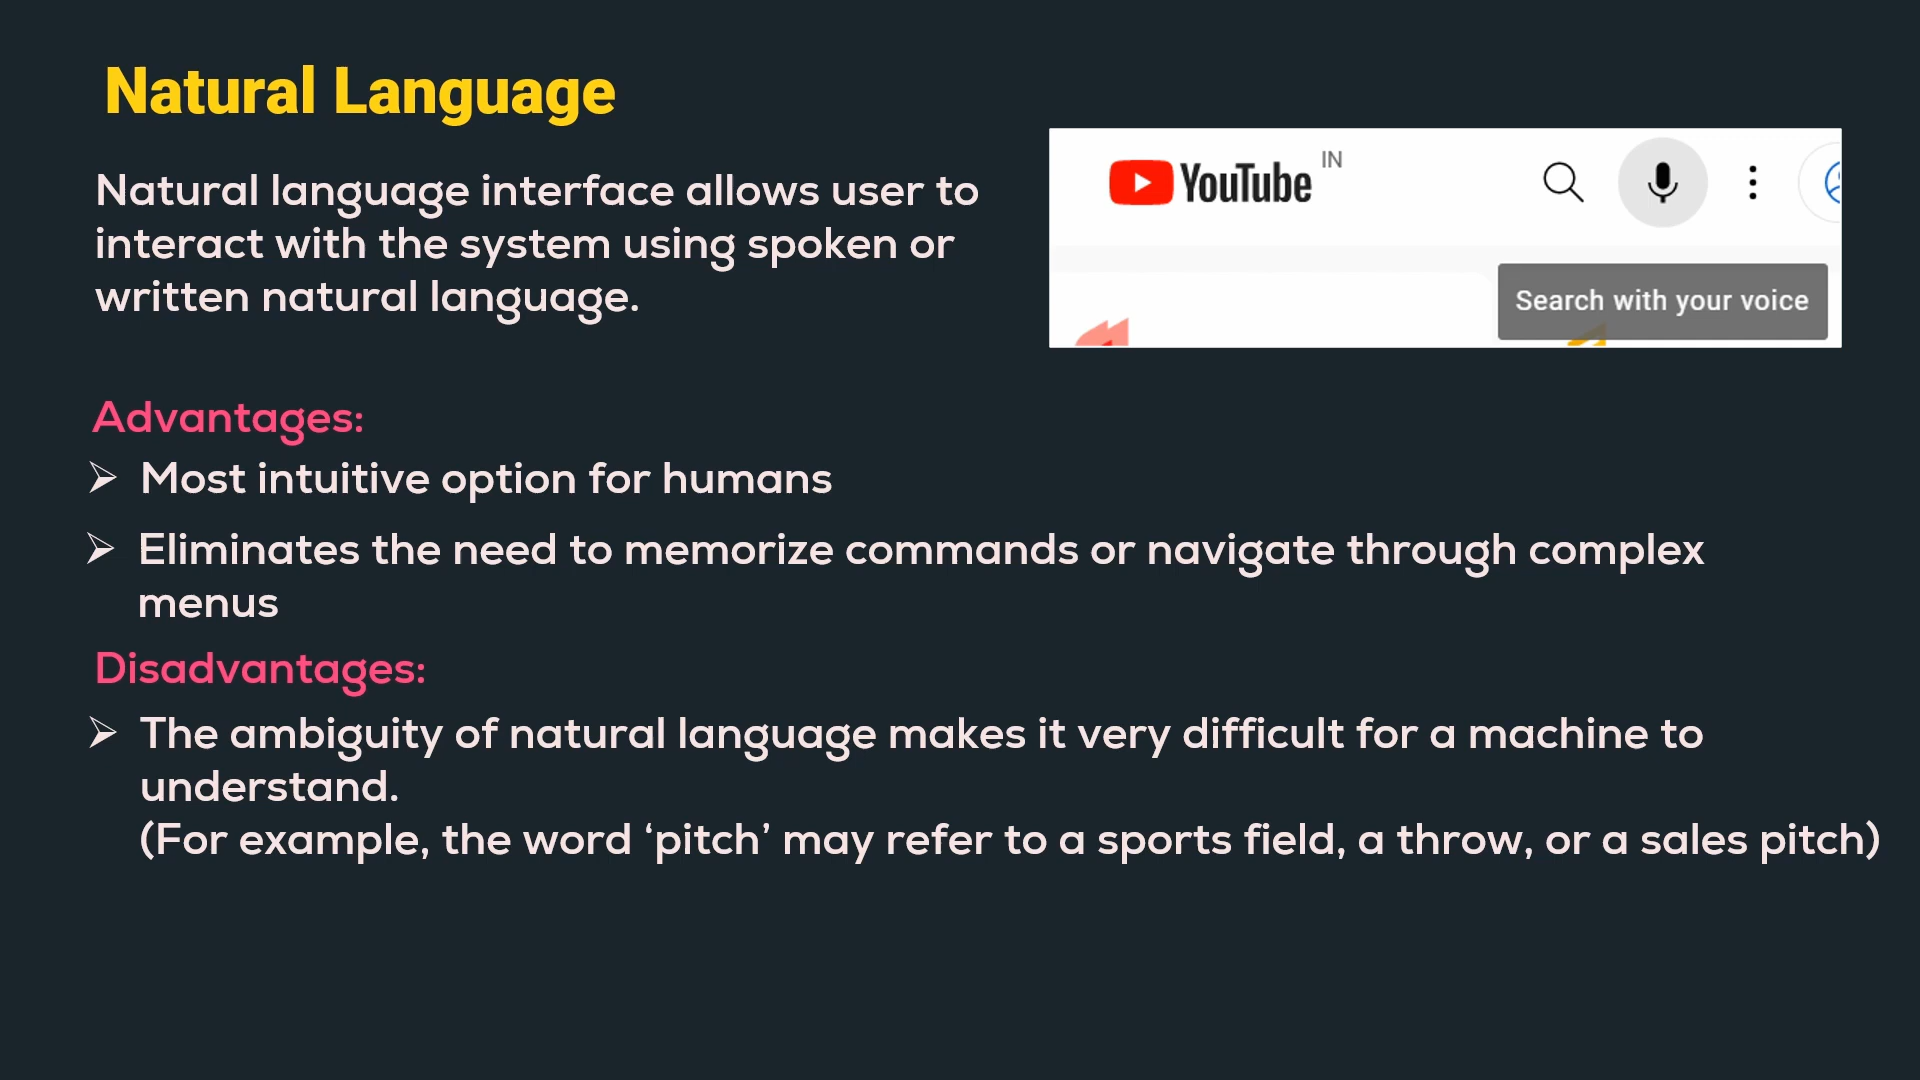 Natural Language
Natural language interface allows user to
interact with the system using spoken or
written natural language.
YouTube IN
Search with your voice
Advantages:
➢ Most intuitive option for humans
➢ Eliminates the need to memorize commands or navigate through complex
menus
Disadvantages:
➢ The ambiguity of natural language makes it very difficult for a machine to
understand.
(For example, the word ‘pitch’ may refer to a sports field, a throw, or a sales pitch)